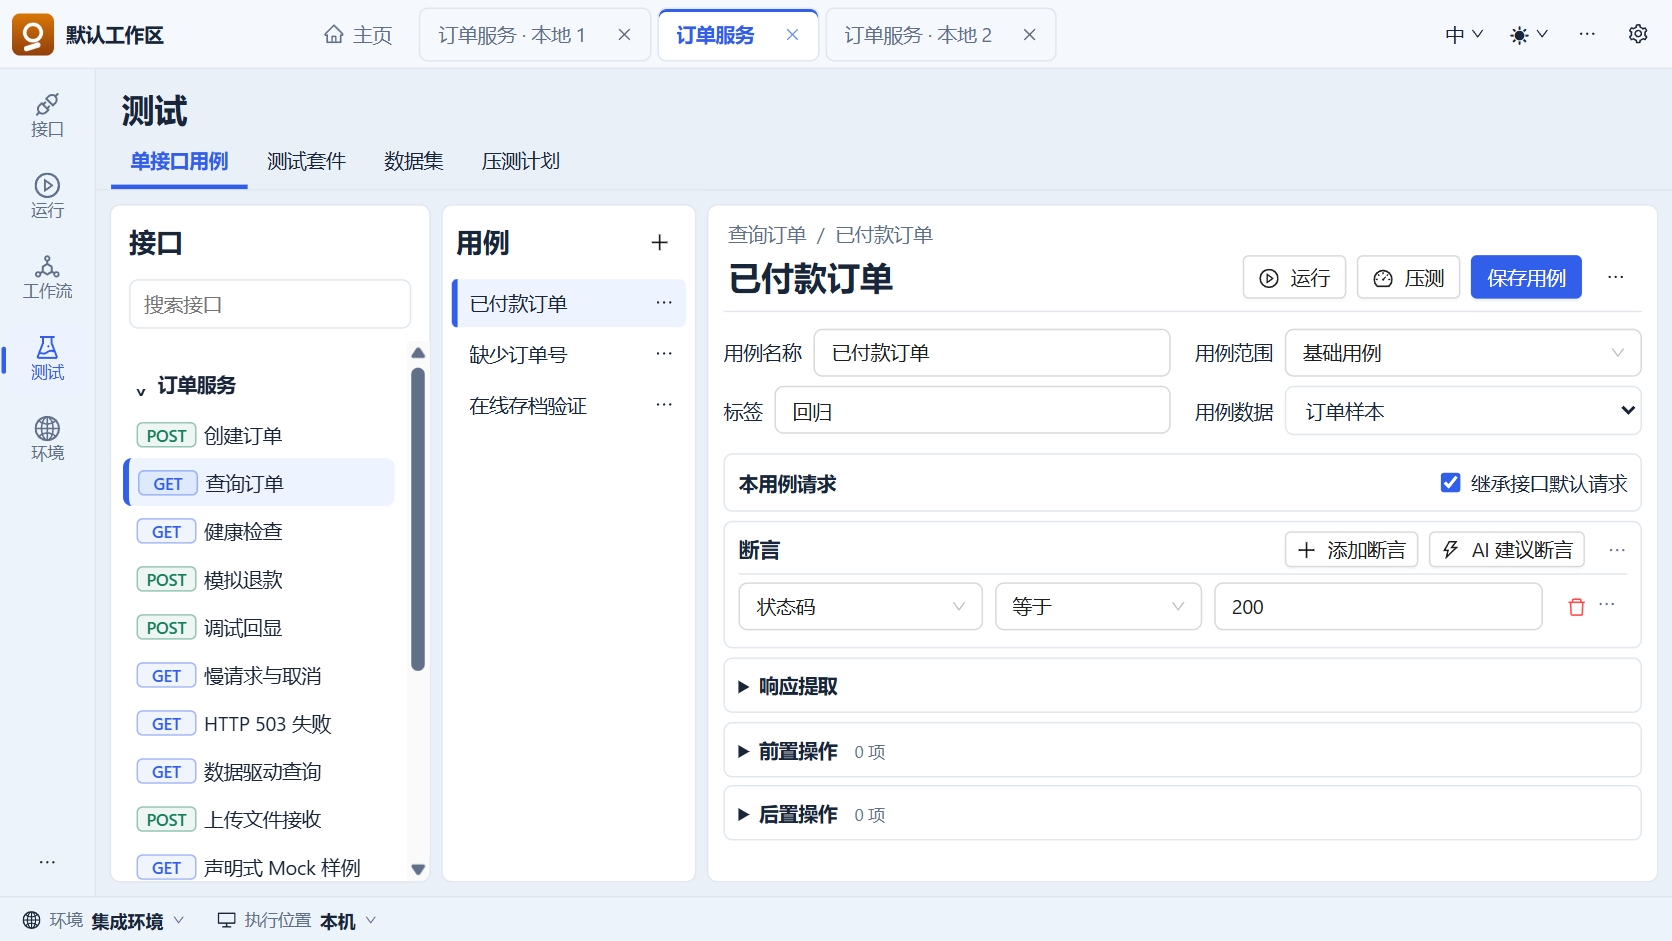 默认工作区
主页
订单服务 · 本地 1
订单服务
订单服务 · 本地 2
中
接口
运行
工作流
测试
环境
测试
单接口用例
测试套件
数据集
压测计划
接口
搜索接口
订单服务
POST 创建订单
GET 查询订单
GET 健康检查
POST 模拟退款
POST 调试回显
GET 慢请求与取消
GET HTTP 503 失败
GET 数据驱动查询
POST 上传文件接收
GET 声明式 Mock 样例
用例
已付款订单
缺少订单号
在线存档验证
查询订单 / 已付款订单
已付款订单
运行
压测
保存用例
用例名称 已付款订单
用例范围 基础用例
标签 回归
用例数据 订单样本
本用例请求
继承接口默认请求
断言
添加断言
AI 建议断言
状态码
等于
200
响应提取
前置操作 0 项
后置操作 0 项
环境 集成环境
执行位置 本机